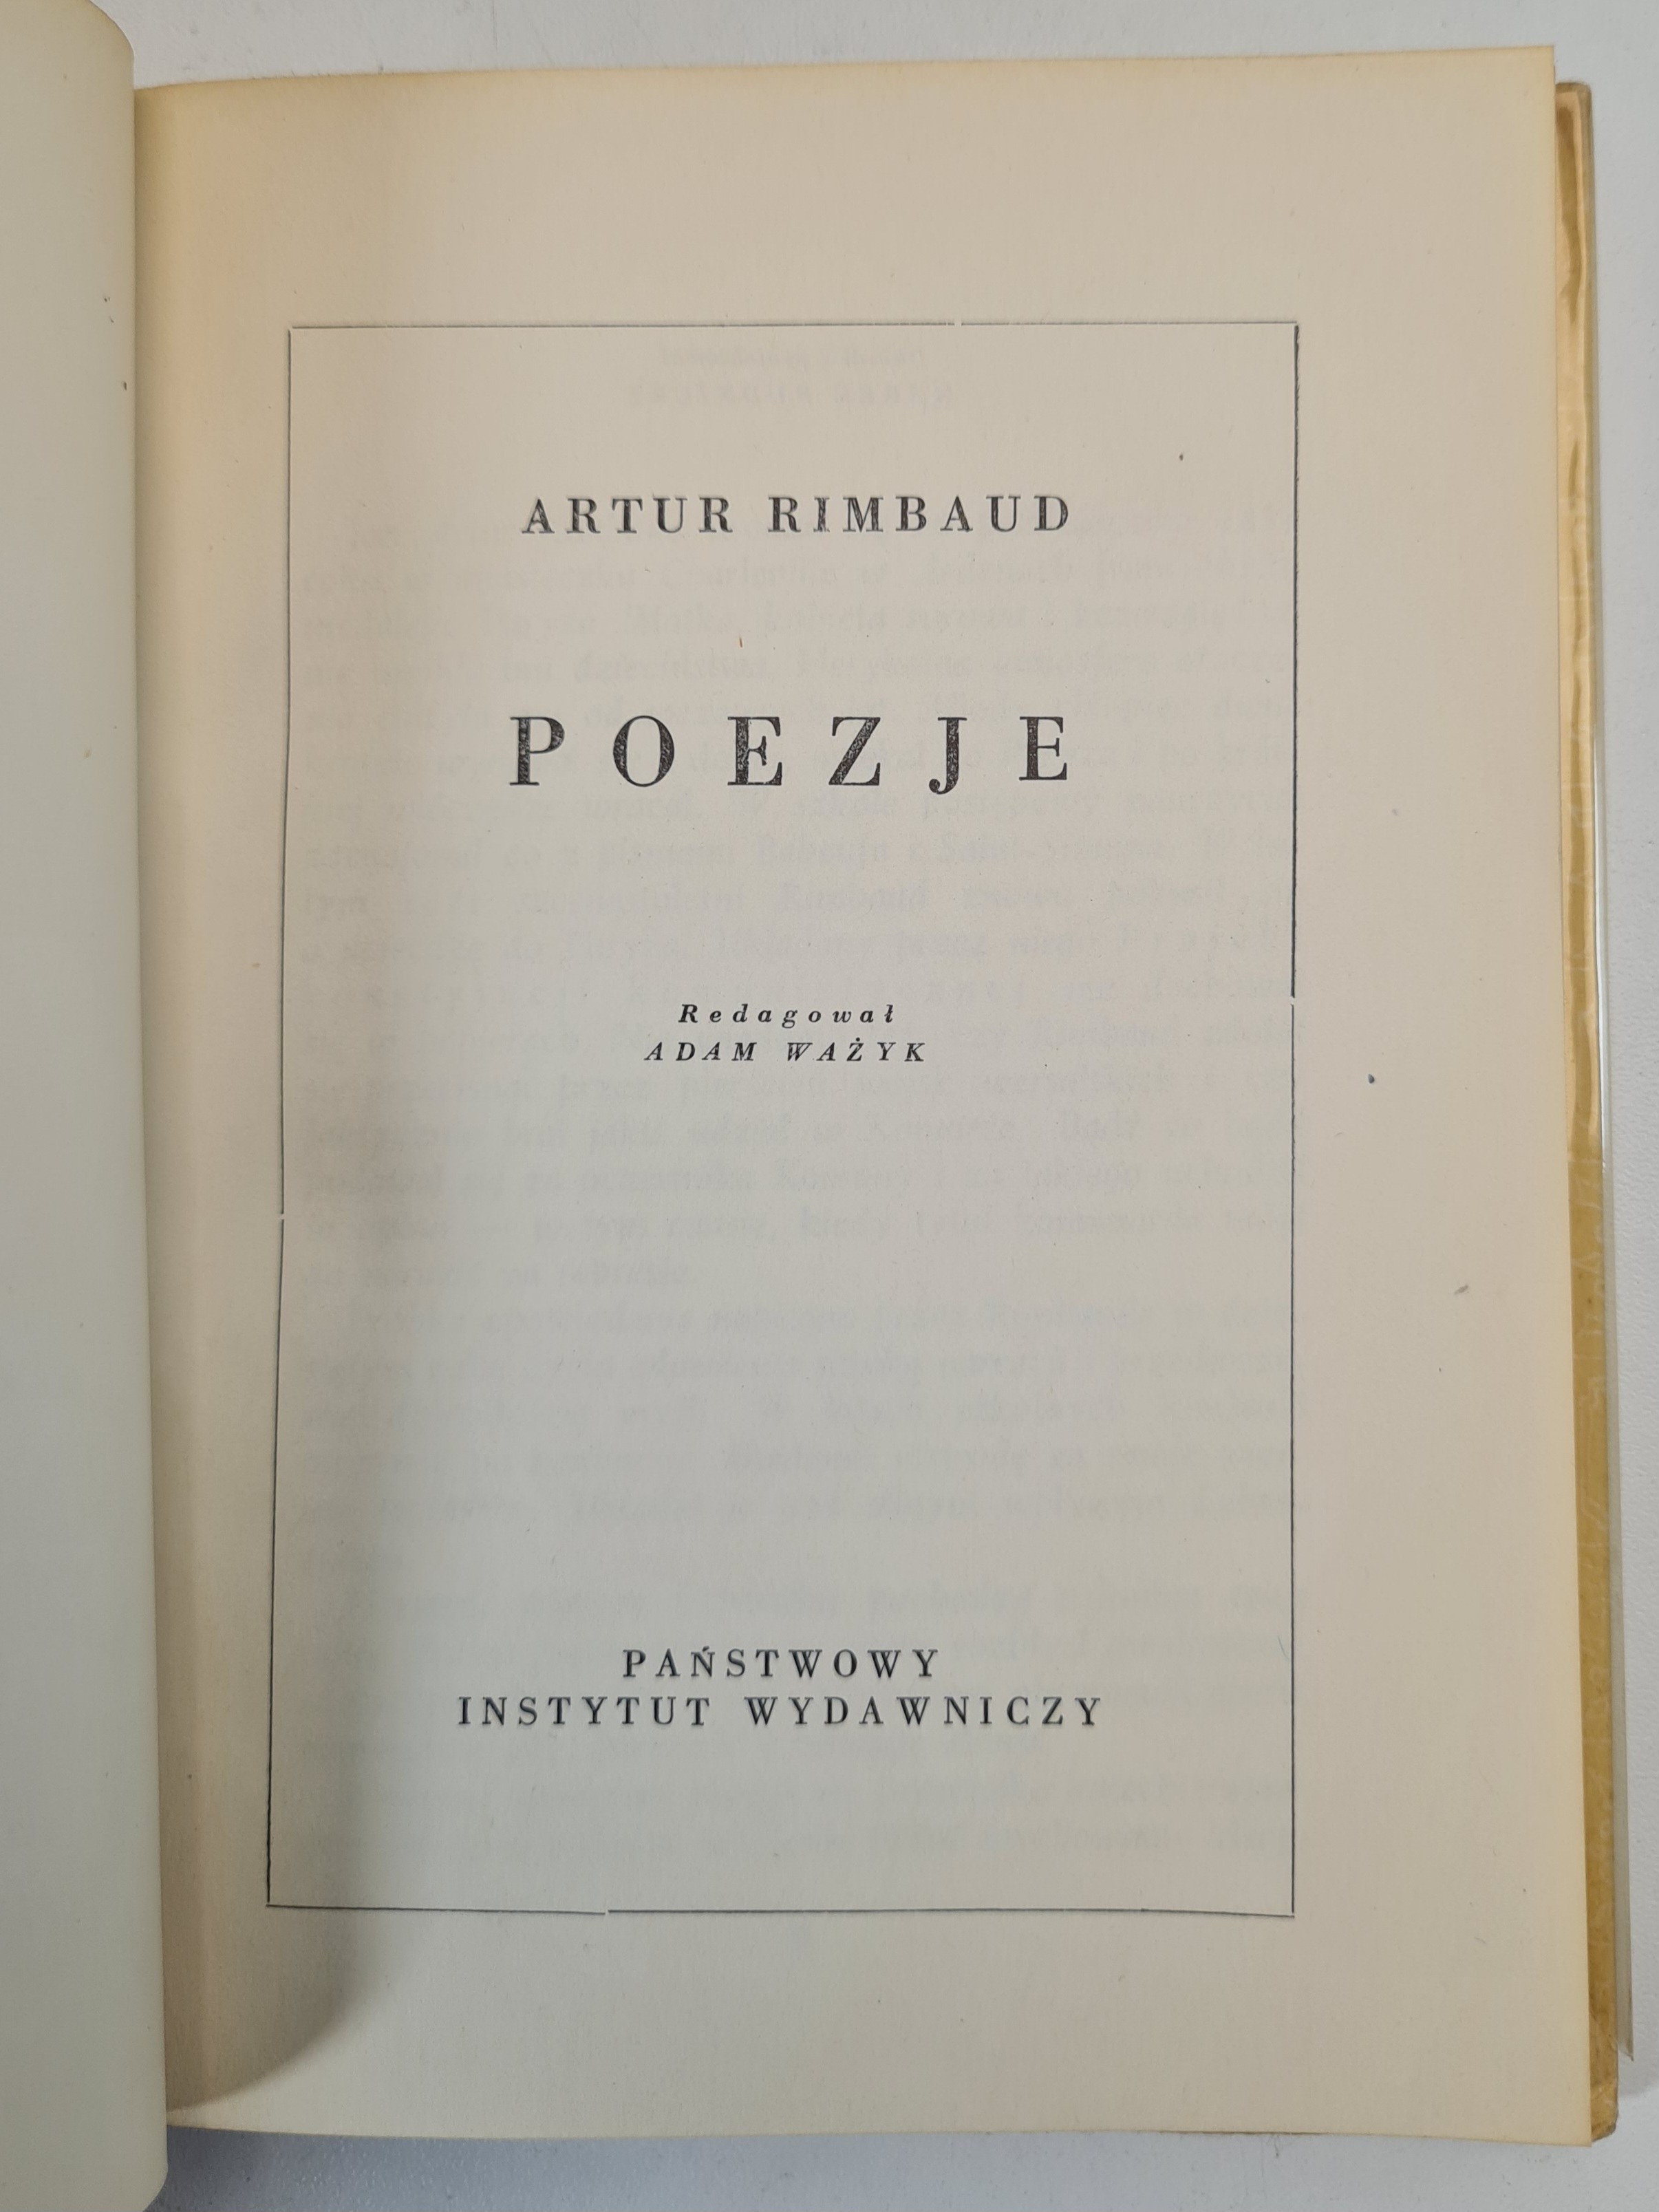 ARTUR RIMBAUD
POEZJE
Redagował
ADAM WAŻYK
PAŃSTWOWY
INSTYTUT WYDAWNICZY